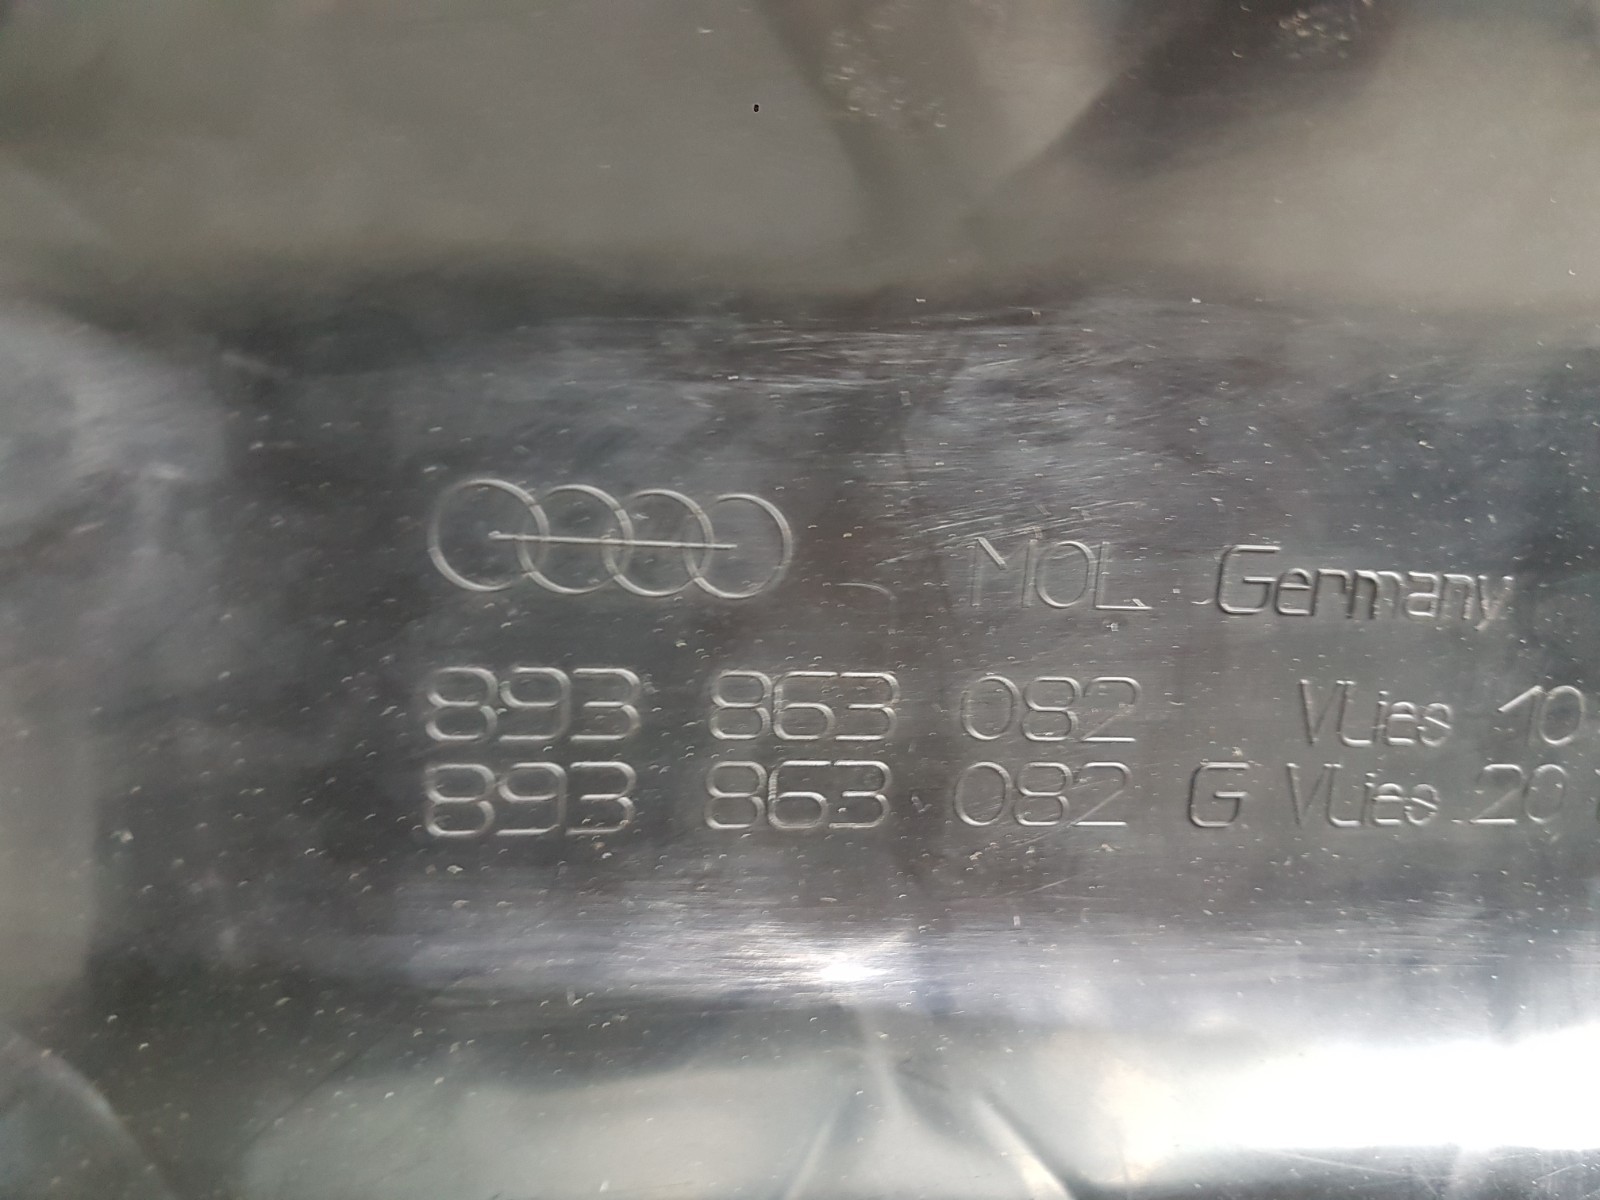 MOL Germany
893 863 082 VLies 10
893 863 082 G VLies 20